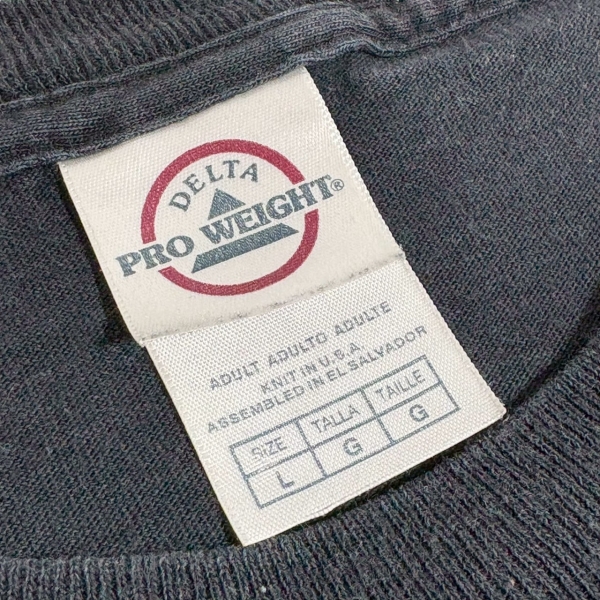 DELTA
PRO WEIGHT®
ADULT ADULTO ADULTE
KNIT IN U.S.A
ASSEMBLED IN EL SALVADOR
SIZE TALLA TAILLE
L G G